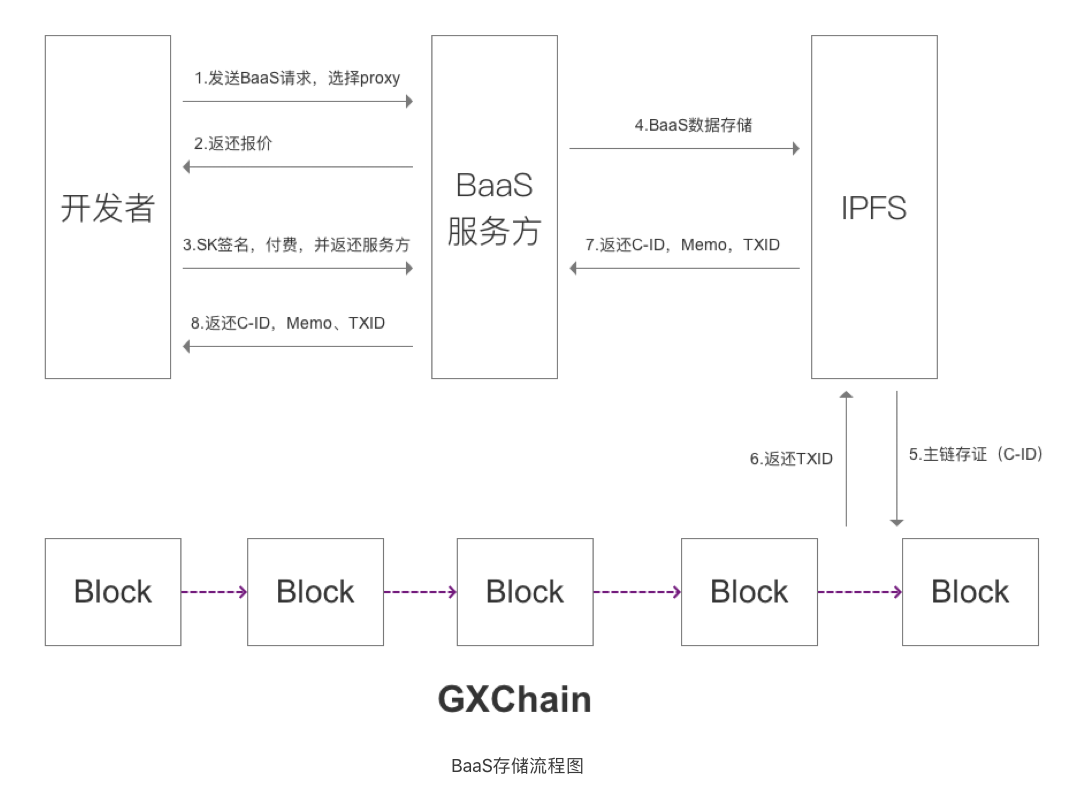 1.发送BaaS请求，选择proxy
2.返还报价
3.SK签名，付费，并返还服务方
8.返还C-ID，Memo、TXID
开发者
BaaS
服务方
4.BaaS数据存储
7.返还C-ID，Memo，TXID
IPFS
6.返还TXID
5.主链存证（C-ID）
Block
Block
Block
Block
Block
GXChain
BaaS存储流程图